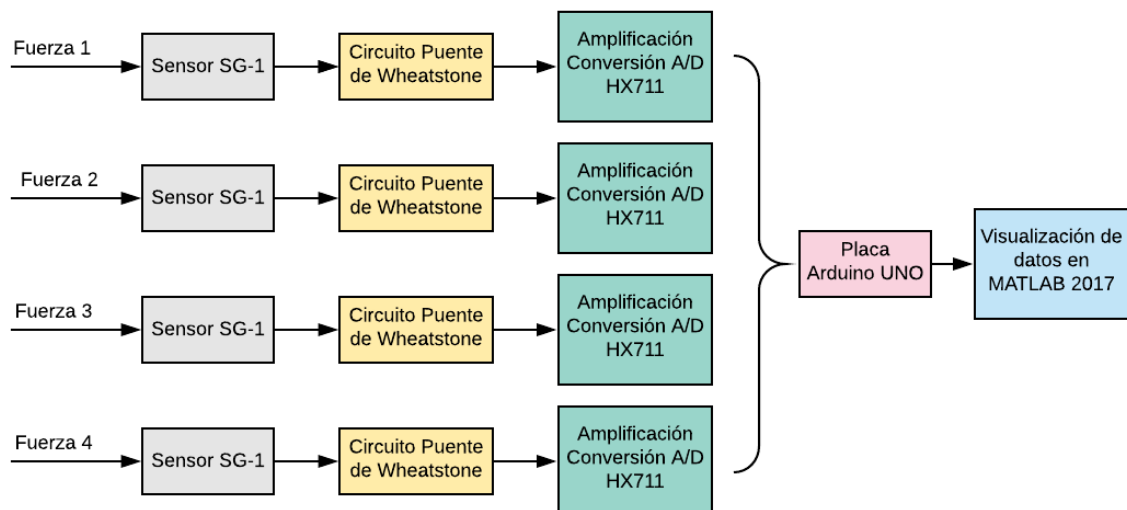 Fuerza 1
Sensor SG-1
Circuito Puente
de Wheatstone
Amplificación
Conversión A/D
HX711
Fuerza 2
Sensor SG-1
Circuito Puente
de Wheatstone
Amplificación
Conversión A/D
HX711
Fuerza 3
Sensor SG-1
Circuito Puente
de Wheatstone
Amplificación
Conversión A/D
HX711
Fuerza 4
Sensor SG-1
Circuito Puente
de Wheatstone
Amplificación
Conversión A/D
HX711
Placa
Arduino UNO
Visualización de
datos en
MATLAB 2017